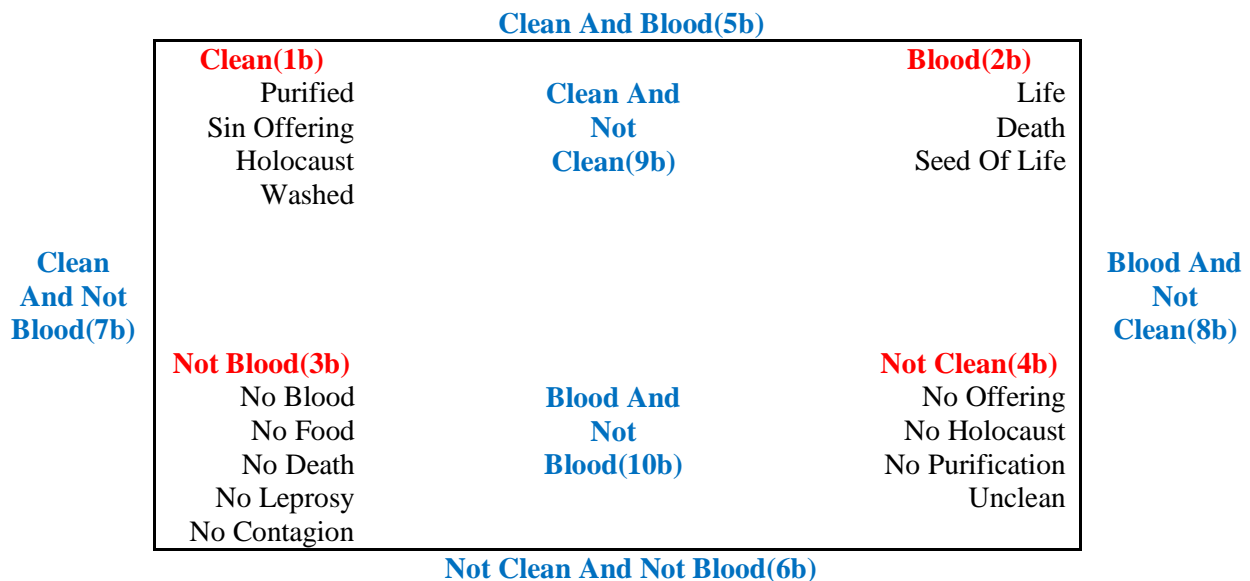 Clean And Blood(5b)
Clean(1b)
Purified
Sin Offering
Holocaust
Washed
Clean And
Not
Clean(9b)
Blood(2b)
Life
Death
Seed Of Life
Clean
And Not
Blood(7b)
Blood And
Not
Clean(8b)
Not Blood(3b)
No Blood
No Food
No Death
No Leprosy
No Contagion
Blood And
Not
Blood(10b)
Not Clean(4b)
No Offering
No Holocaust
No Purification
Unclean
Not Clean And Not Blood(6b)